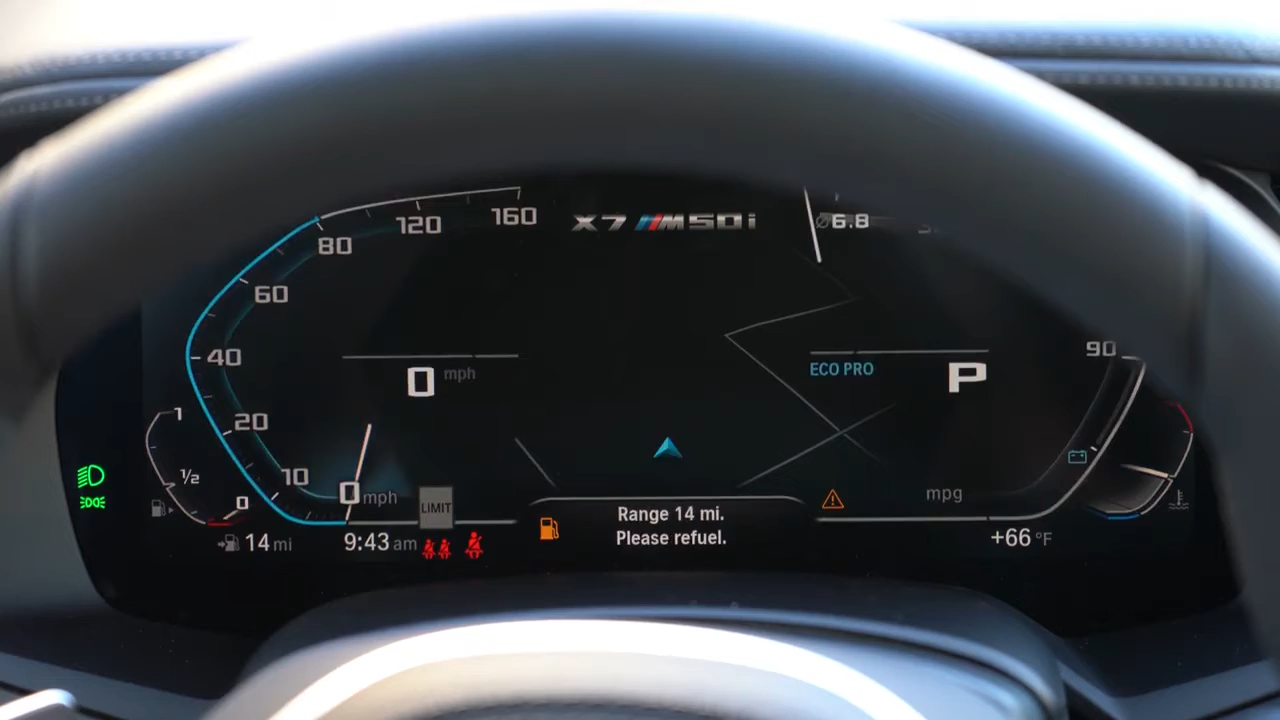 160
X7 M50i
ø6.8
120
80
60
90
40
0 mph
ECO PRO
P
1
20
1/2
10
0
0 mph
LIMIT
mpg
Range 14 mi.
Please refuel.
14 mi
9:43 am
+66 °F